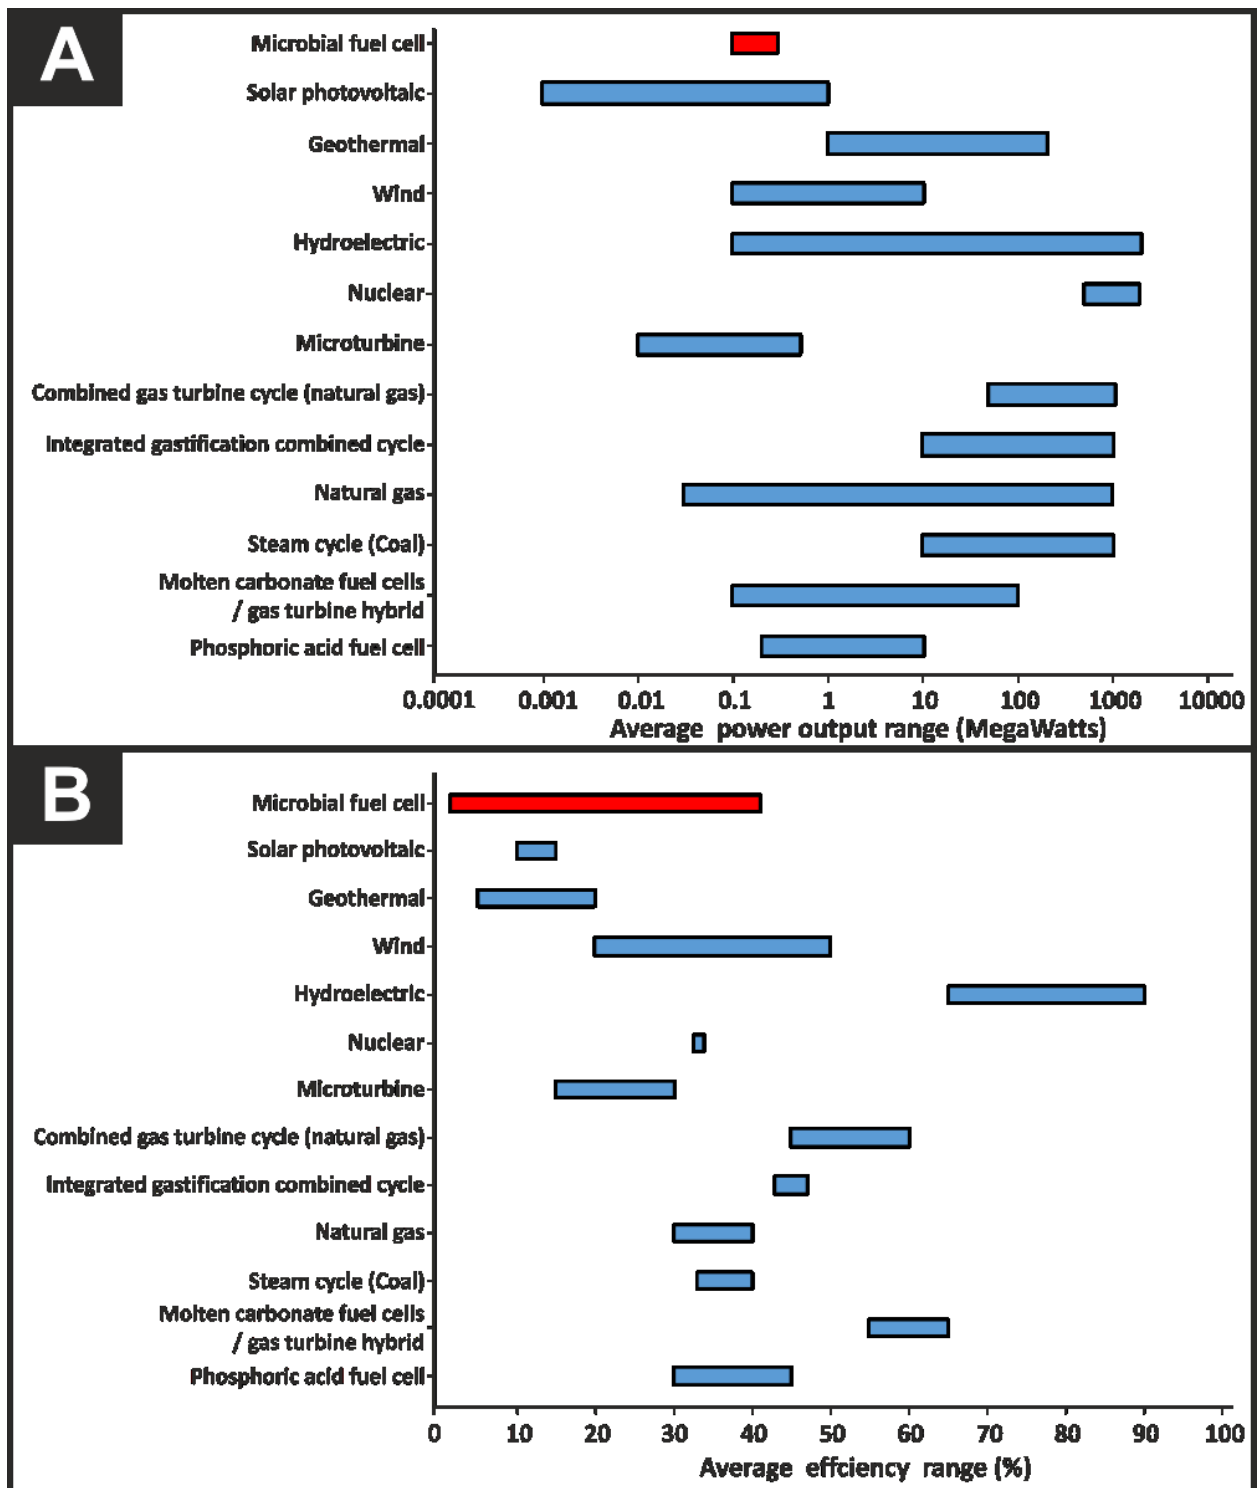 A
Microbial fuel cell
Solar photovoltaic
Geothermal
Wind
Hydroelectric
Nuclear
Microturbine
Combined gas turbine cycle (natural gas)
Integrated gastification combined cycle
Natural gas
Steam cycle (Coal)
Molten carbonate fuel cells
/ gas turbine hybrid
Phosphoric acid fuel cell
0.0001 0.001 0.01 0.1 1 10 100 1000 10000
Average power output range (MegaWatts)
B
Microbial fuel cell
Solar photovoltaic
Geothermal
Wind
Hydroelectric
Nuclear
Microturbine
Combined gas turbine cycle (natural gas)
Integrated gastification combined cycle
Natural gas
Steam cycle (Coal)
Molten carbonate fuel cells
/ gas turbine hybrid
Phosphoric acid fuel cell
0 10 20 30 40 50 60 70 80 90 100
Average effciency range (%)